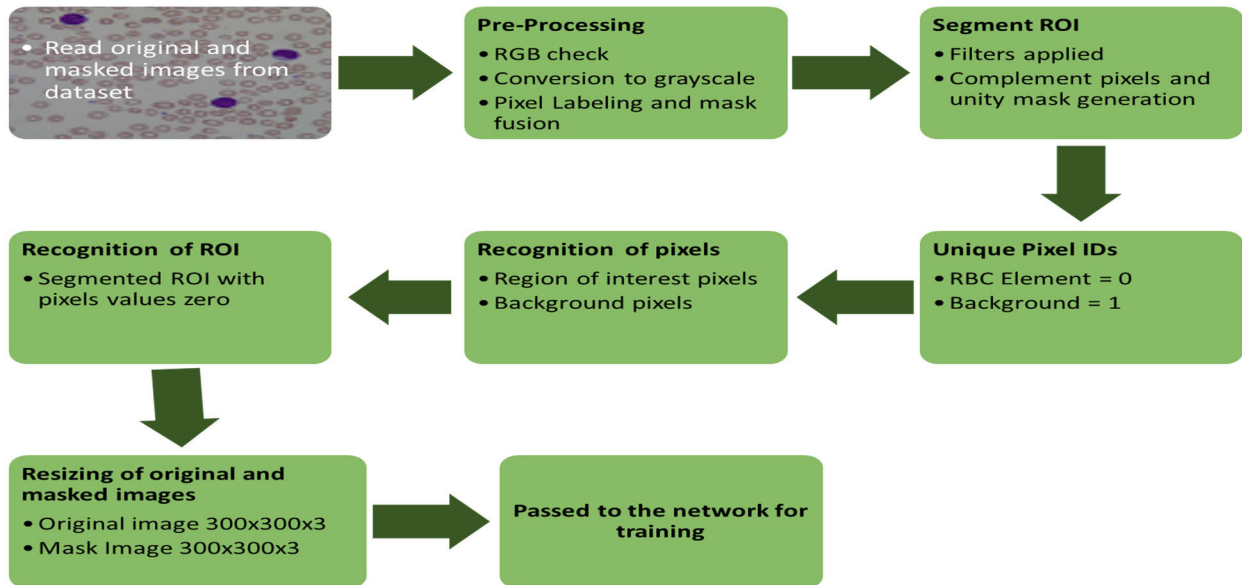 • Read original and
masked images from
dataset
Pre-Processing
• RGB check
• Conversion to grayscale
• Pixel Labeling and mask
fusion
Segment ROI
• Filters applied
• Complement pixels and
unity mask generation
Unique Pixel IDs
• RBC Element = 0
• Background = 1
Recognition of pixels
• Region of interest pixels
• Background pixels
Recognition of ROI
• Segmented ROI with
pixels values zero
Resizing of original and
masked images
• Original image 300x300x3
• Mask Image 300x300x3
Passed to the network for
training